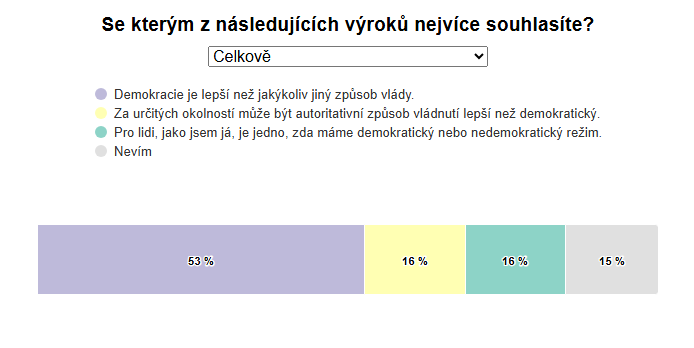 Se kterým z následujících výroků nejvíce souhlasíte?
Celkově
Demokracie je lepší než jakýkoliv jiný způsob vlády.
Za určitých okolností může být autoritativní způsob vládnutí lepší než demokratický.
Pro lidi, jako jsem já, je jedno, zda máme demokratický nebo nedemokratický režim.
Nevím
53 % 16 % 16 % 15 %